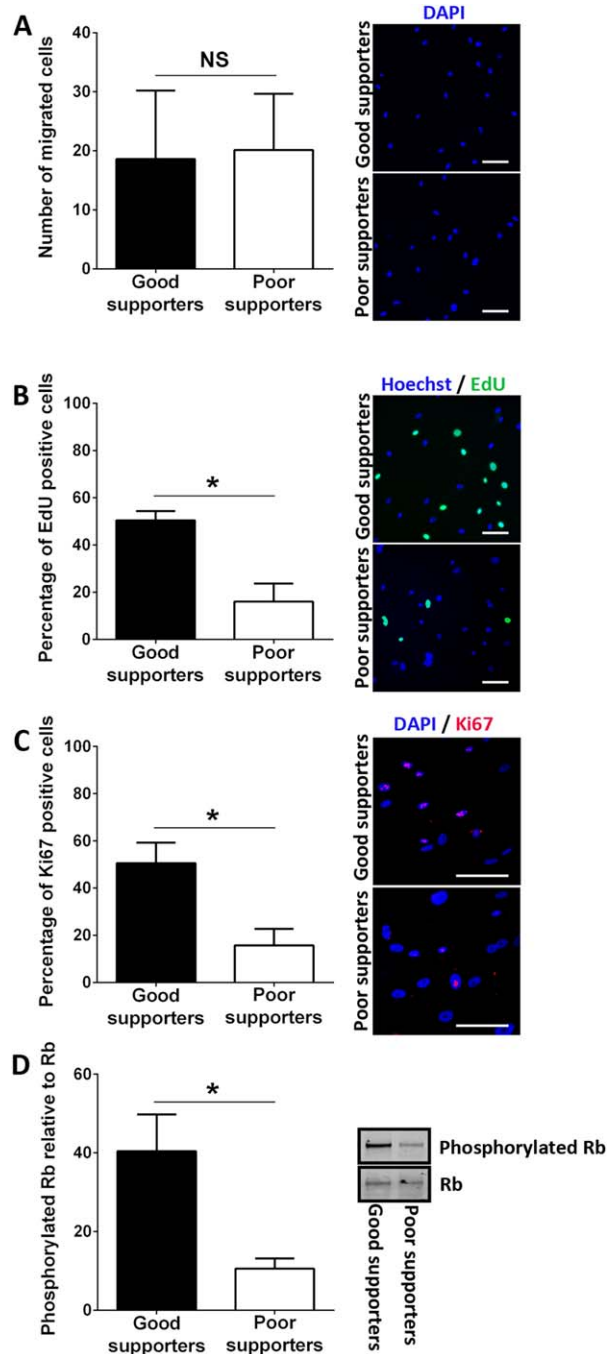 A
Number of migrated cells
40
30
20
10
0
NS
Good
supporters
Poor
supporters
DAPI
Good supporters
Poor supporters
B
Percentage of EdU positive cells
100
80
60
40
20
0
*
Good
supporters
Poor
supporters
Hoechst / EdU
Good supporters
Poor supporters
C
Percentage of Ki67 positive cells
100
80
60
40
20
0
*
Good
supporters
Poor
supporters
DAPI / Ki67
Good supporters
Poor supporters
D
Phosphorylated Rb relative to Rb
60
40
20
0
*
Good
supporters
Poor
supporters
Phosphorylated Rb
Rb
Good supporters
Poor supporters